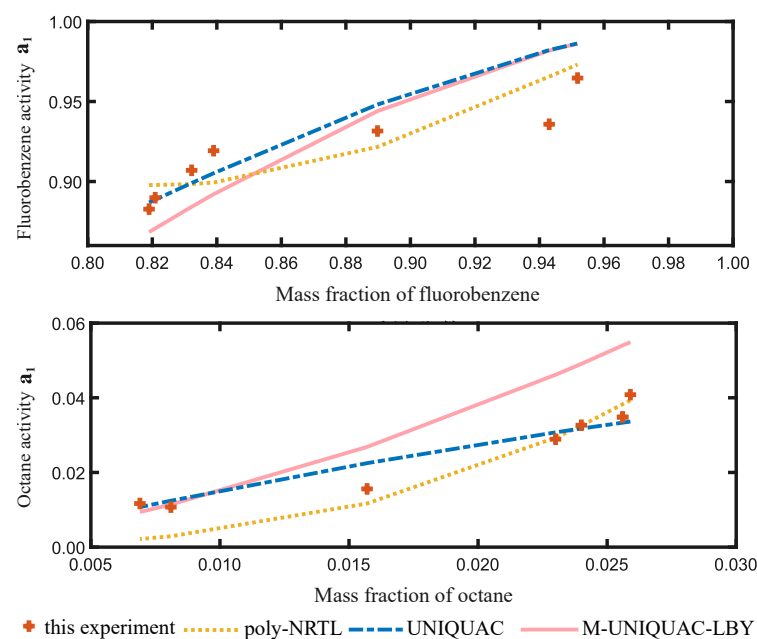 Fluorobenzene activity a₁
1.00
0.95
0.90
0.80 0.82 0.84 0.86 0.88 0.90 0.92 0.94 0.96 0.98 1.00
Mass fraction of fluorobenzene
Octane activity a₁
0.06
0.04
0.02
0.00
0.005 0.010 0.015 0.020 0.025 0.030
Mass fraction of octane
this experiment poly-NRTL UNIQUAC M-UNIQUAC-LBY